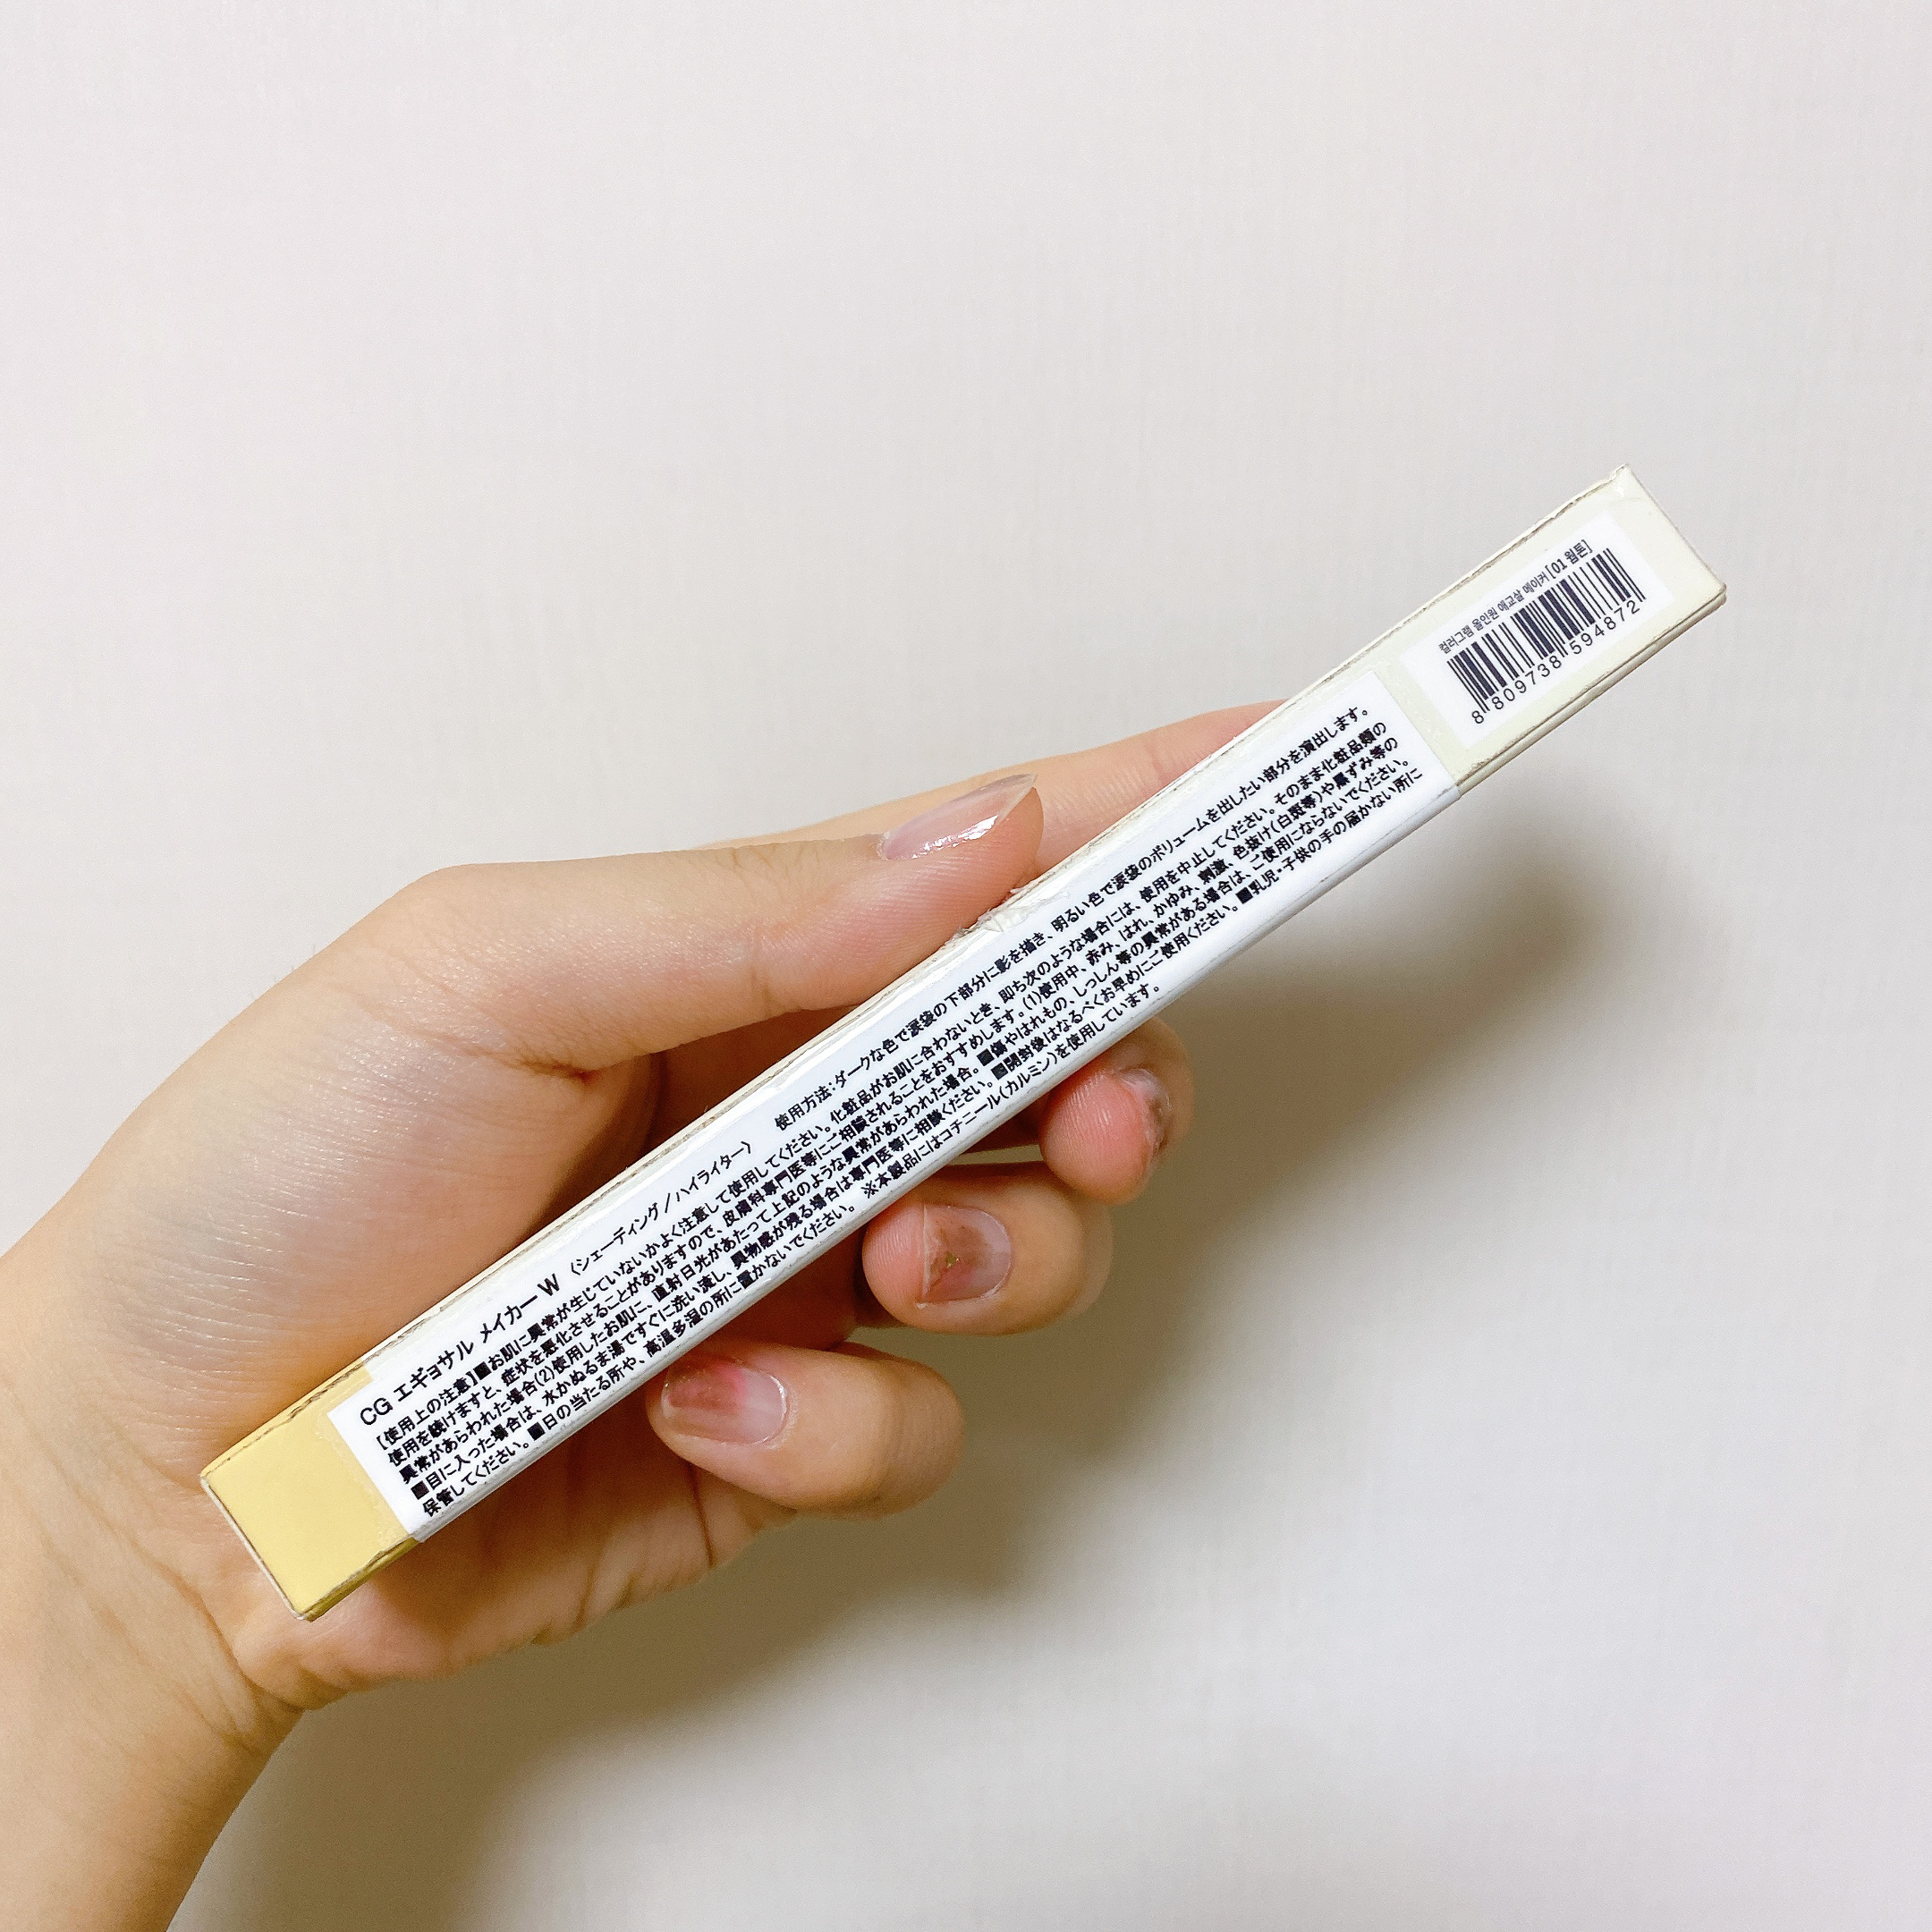 CG エギョサル メイカー W 〈シェーディング／ハイライター〉 使用方法：ダークな色で涙袋の下部分に影を描き、明るい色で涙袋のボリュームを出したい部分を演出します。
［使用上の注意］■お肌に異常が生じていないかよく注意して使用してください。化粧品がお肌に合わないとき、即ち次のような場合には、使用を中止してください。そのまま化粧品類の
使用を続けますと、症状を悪化させることがありますので、皮膚科専門医等にご相談されることをおすすめします。(1)使用中、赤み、はれ、かゆみ、刺激、色抜け(白斑等)や黒ずみ等の
異常があらわれた場合(2)使用したお肌に、直射日光があたって上記のような異常があらわれた場合。■傷やはれもの、しっしん等の異常がある場合は、ご使用にならないでください。
■目に入った場合は、水かぬるま湯ですぐに洗い流し、異物感が残る場合は専門医等に相談ください。■開封後はなるべくお早めにご使用ください。■乳児・子供の手の届かない所に
保管してください。■日の当たる所や、高温多湿の所に置かないでください。 ※本製品にはコチニール(カルミン)を使用しています。
컬러그램 올인원 애교살 메이커 [01 웜톤]
8 809738 594872